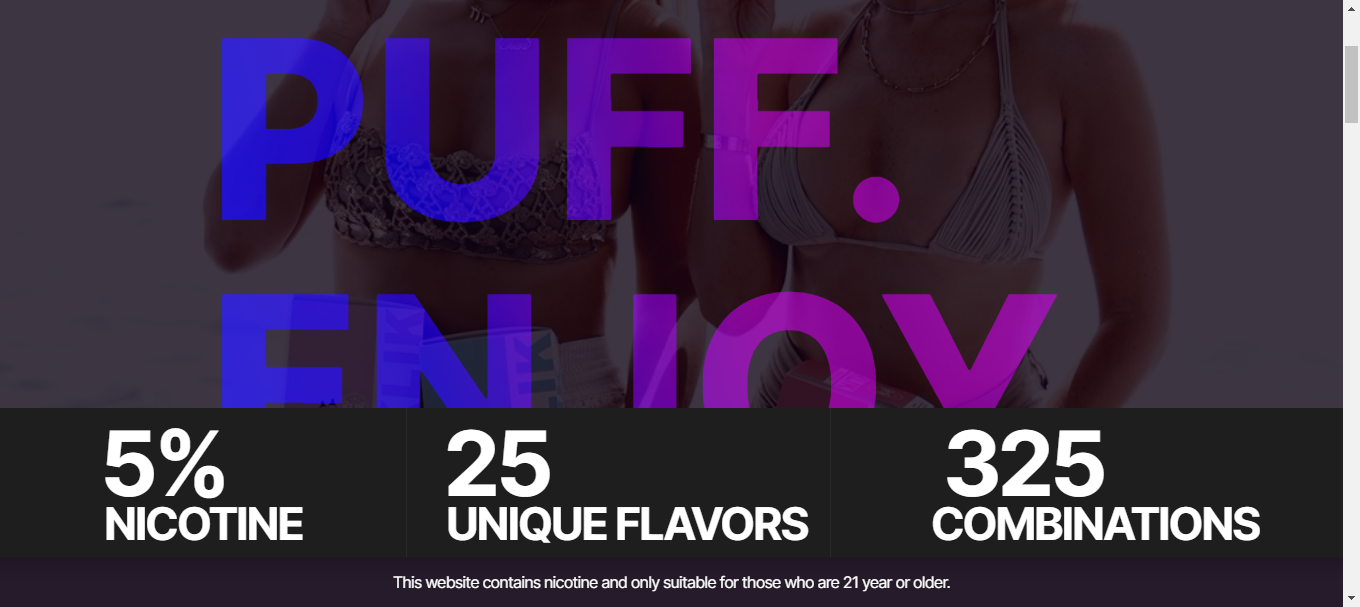 PUFF.
ENJOY
5%
NICOTINE
25
UNIQUE FLAVORS
325
COMBINATIONS
This website contains nicotine and only suitable for those who are 21 year or older.